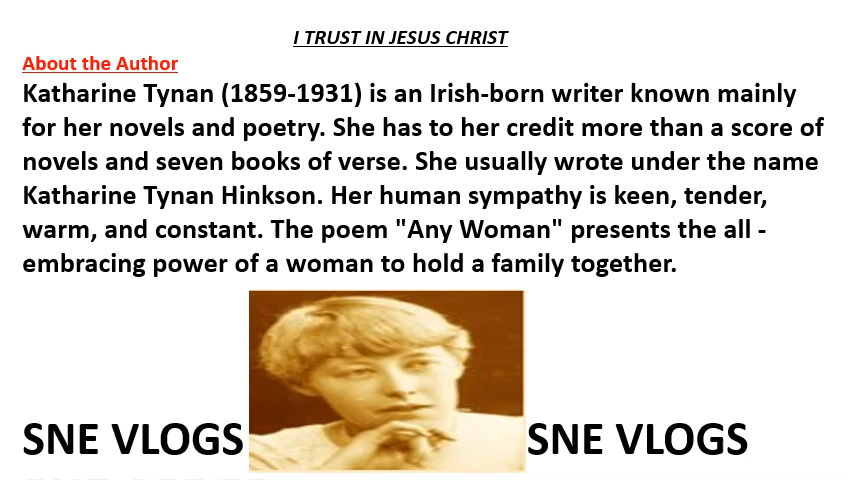 I TRUST IN JESUS CHRIST
About the Author
Katharine Tynan (1859-1931) is an Irish-born writer known mainly
for her novels and poetry. She has to her credit more than a score of
novels and seven books of verse. She usually wrote under the name
Katharine Tynan Hinkson. Her human sympathy is keen, tender,
warm, and constant. The poem "Any Woman" presents the all -
embracing power of a woman to hold a family together.
SNE VLOGS SNE VLOGS